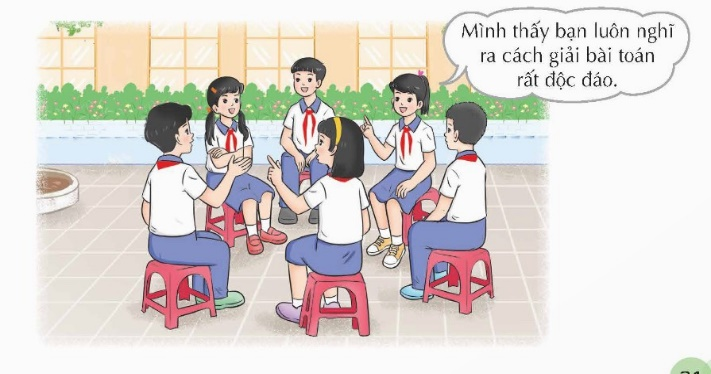 Mình thấy bạn luôn nghĩ
ra cách giải bài toán
rất độc đáo.